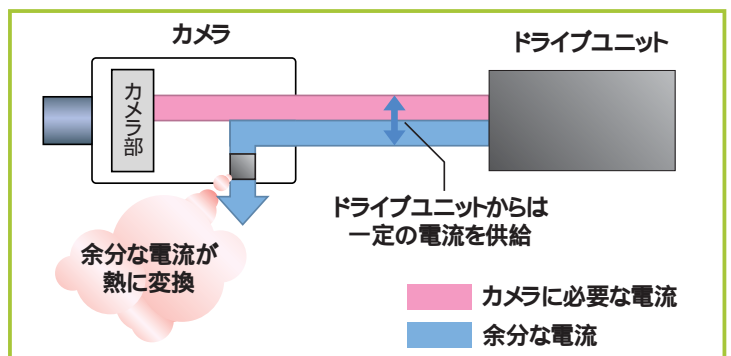 カメラ
ドライブユニット
カメラ部
ドライブユニットからは
一定の電流を供給
余分な電流が
熱に変換
カメラに必要な電流
余分な電流